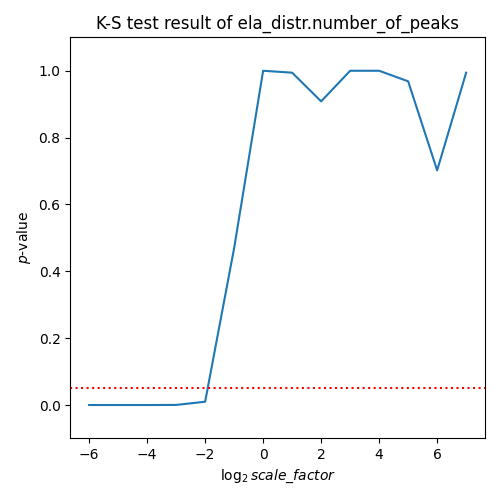 K-S test result of ela_distr.number_of_peaks
1.0
0.8
0.6
0.4
0.2
0.0
p-value
−6 −4 −2 0 2 4 6
log₂ scale_factor